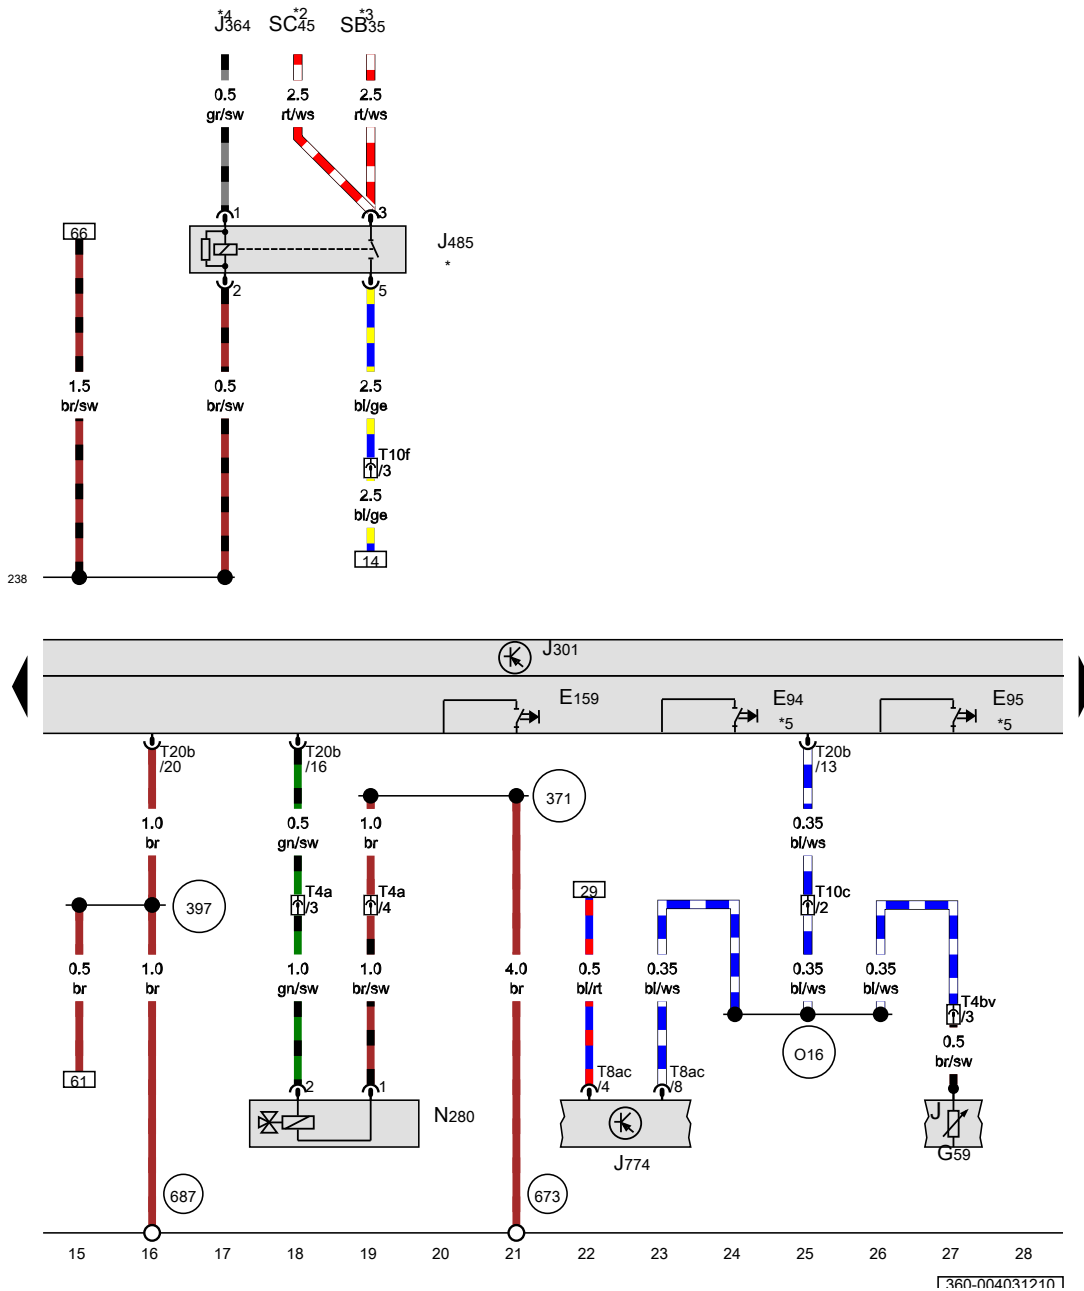 *4 *2 *3
J364 SC45 SB35
0.5 2.5 2.5
gr/sw rt/ws rt/ws
1 3
66
J485
*
2 5
1.5 0.5 2.5
br/sw br/sw bl/ge
T10f
/3
2.5
bl/ge
14
238
J301
E159 E94 E95
*5 *5
T20b T20b T20b
/20 /16 /13
371
1.0 0.5 1.0 0.35
br gn/sw br bl/ws
T4a T4a 29 T10c
/3 /4 /2
397
0.5 1.0 1.0 1.0 4.0 0.5 0.35 0.35 0.35
br br gn/sw br/sw br bl/rt bl/ws bl/ws bl/ws
T4bv
/3
O16
0.5
br/sw
61
T8ac T8ac
/4 /8
2 1
N280
J
G59
J774
687 673
15 16 17 18 19 20 21 22 23 24 25 26 27 28
360-004031210